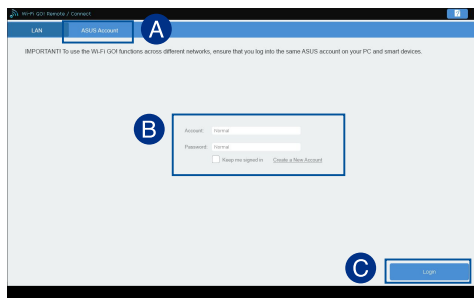 Wi-Fi GO! Remote / Connect
LAN
ASUS Account
A
IMPORTANT! To use the Wi-Fi GO! functions across different networks, ensure that you log into the same ASUS account on your PC and smart devices.
B
Account: Normal
Password: Normal
Keep me signed in Create a New Account
C
Login